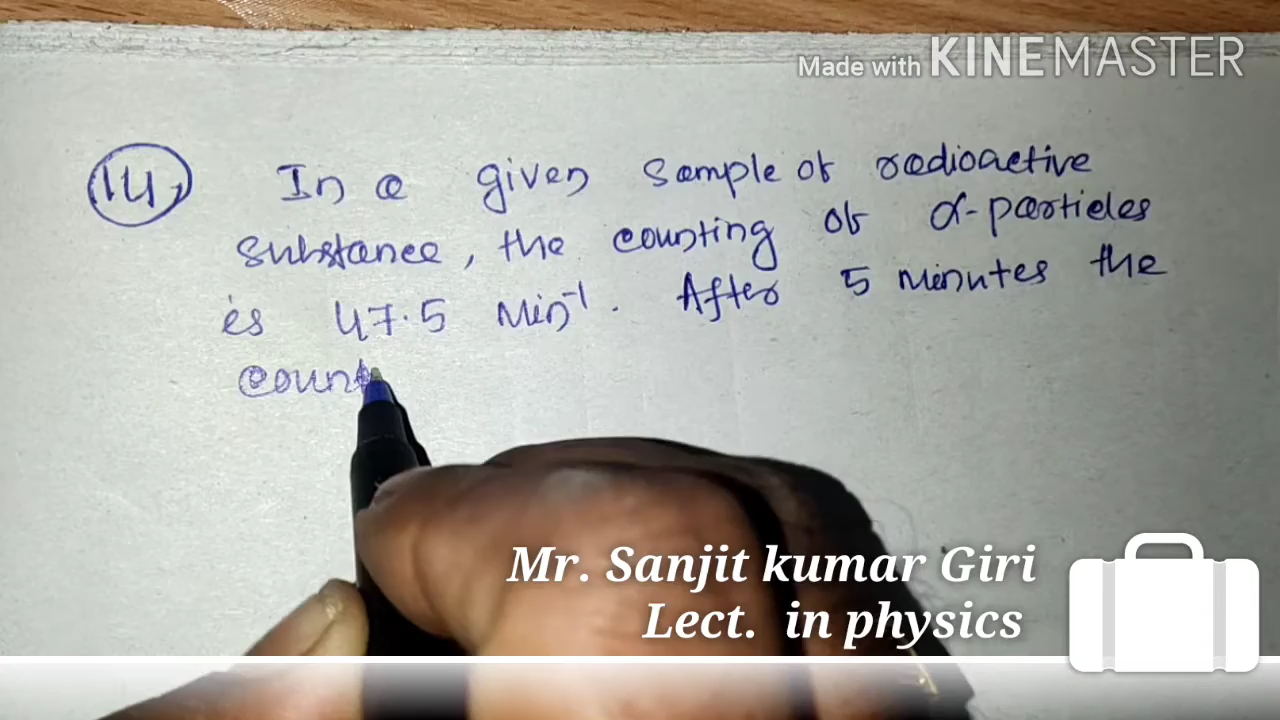 Made with KINEMASTER
14, In a given sample of radioactive
substance, the counting of α-particles
is 47.5 Min⁻¹. After 5 minutes the
count
Mr. Sanjit kumar Giri
Lect. in physics